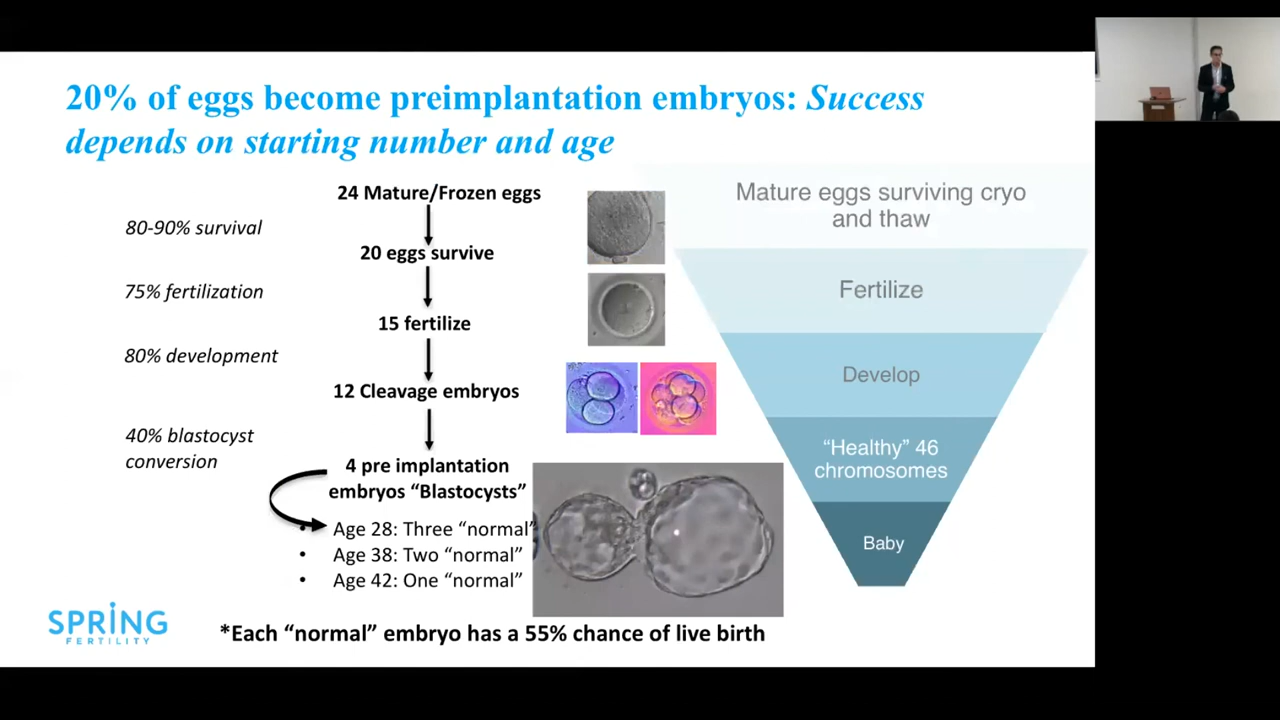 20% of eggs become preimplantation embryos: Success
depends on starting number and age
24 Mature/Frozen eggs
80-90% survival
20 eggs survive
75% fertilization
15 fertilize
80% development
12 Cleavage embryos
40% blastocyst
conversion
4 pre implantation
embryos “Blastocysts”
• Age 28: Three “normal”
• Age 38: Two “normal”
• Age 42: One “normal”
Mature eggs surviving cryo
and thaw
Fertilize
Develop
“Healthy” 46
chromosomes
Baby
SPRING
FERTILITY
*Each “normal” embryo has a 55% chance of live birth